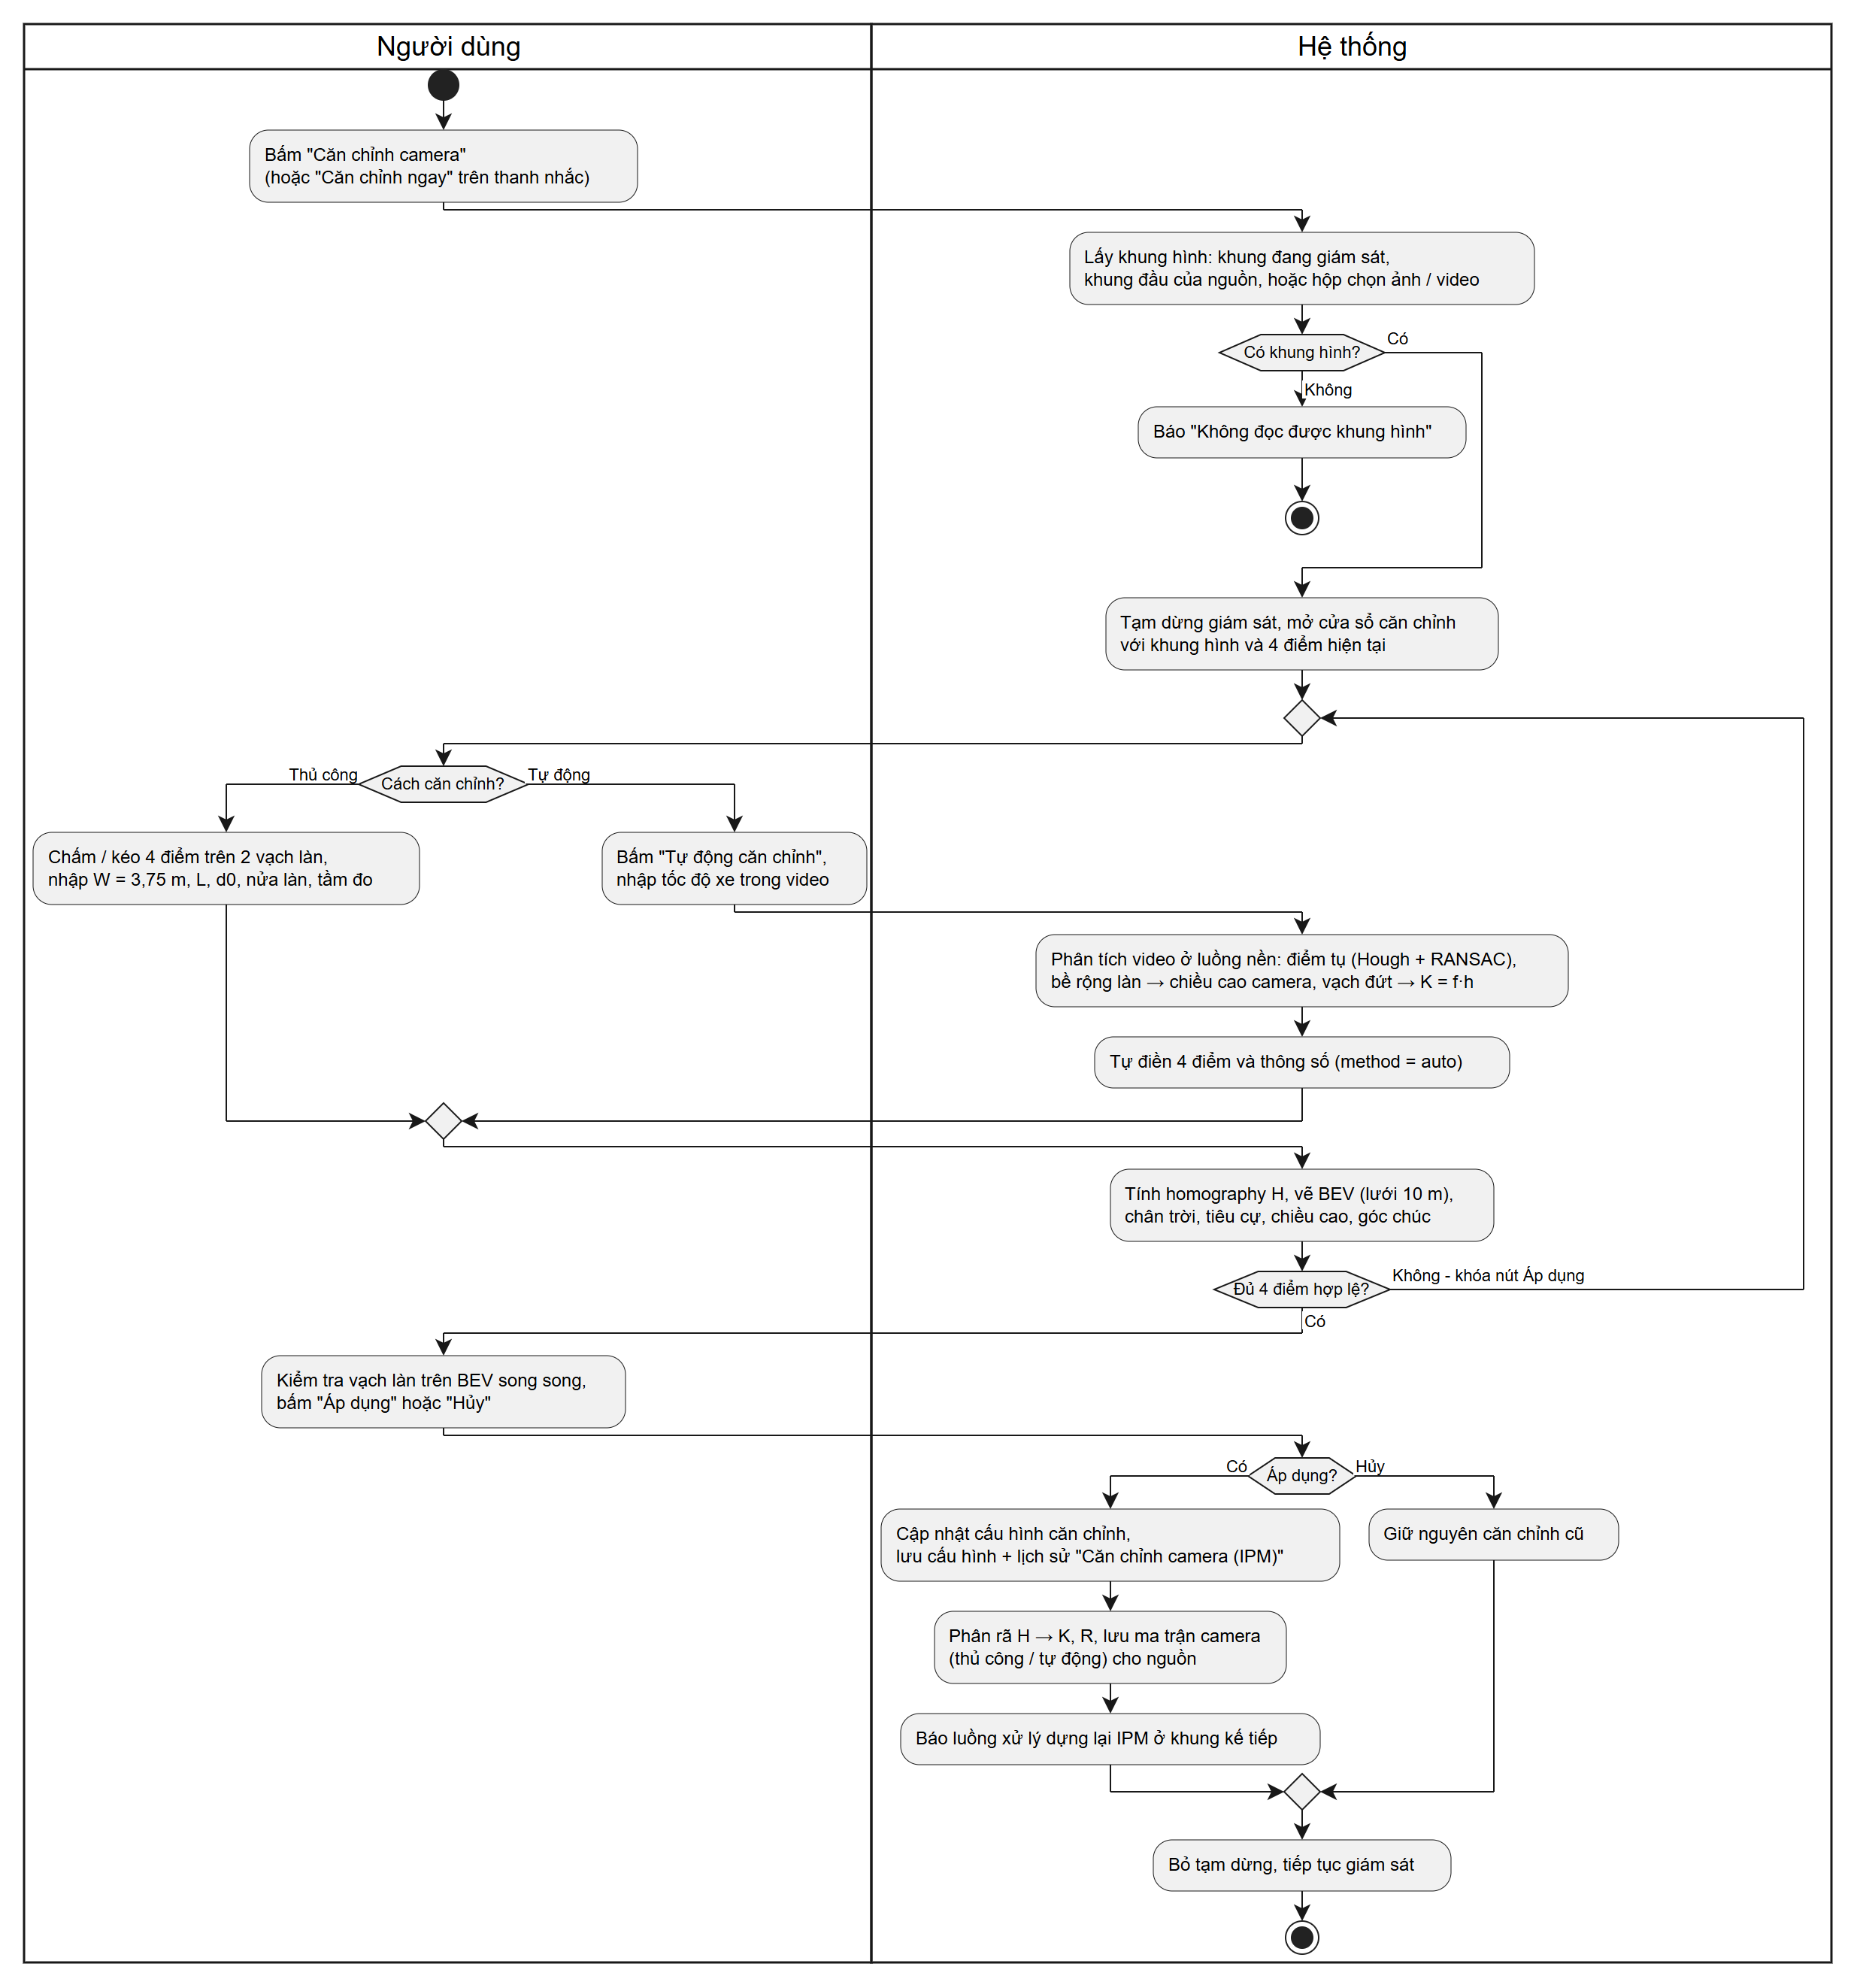 Người dùng
Hệ thống
Bấm "Căn chỉnh camera"
(hoặc "Căn chỉnh ngay" trên thanh nhắc)
Lấy khung hình: khung đang giám sát,
khung đầu của nguồn, hoặc hộp chọn ảnh / video
Có khung hình?
Có
Không
Báo "Không đọc được khung hình"
Tạm dừng giám sát, mở cửa sổ căn chỉnh
với khung hình và 4 điểm hiện tại
Cách căn chỉnh?
Thủ công
Tự động
Chấm / kéo 4 điểm trên 2 vạch làn,
nhập W = 3,75 m, L, d0, nửa làn, tầm đo
Bấm "Tự động căn chỉnh",
nhập tốc độ xe trong video
Phân tích video ở luồng nền: điểm tụ (Hough + RANSAC),
bề rộng làn → chiều cao camera, vạch đứt → K = f·h
Tự điền 4 điểm và thông số (method = auto)
Tính homography H, vẽ BEV (lưới 10 m),
chân trời, tiêu cự, chiều cao, góc chúc
Đủ 4 điểm hợp lệ?
Không - khóa nút Áp dụng
Có
Kiểm tra vạch làn trên BEV song song,
bấm "Áp dụng" hoặc "Hủy"
Áp dụng?
Có
Hủy
Cập nhật cấu hình căn chỉnh,
lưu cấu hình + lịch sử "Căn chỉnh camera (IPM)"
Giữ nguyên căn chỉnh cũ
Phân rã H → K, R, lưu ma trận camera
(thủ công / tự động) cho nguồn
Báo luồng xử lý dựng lại IPM ở khung kế tiếp
Bỏ tạm dừng, tiếp tục giám sát